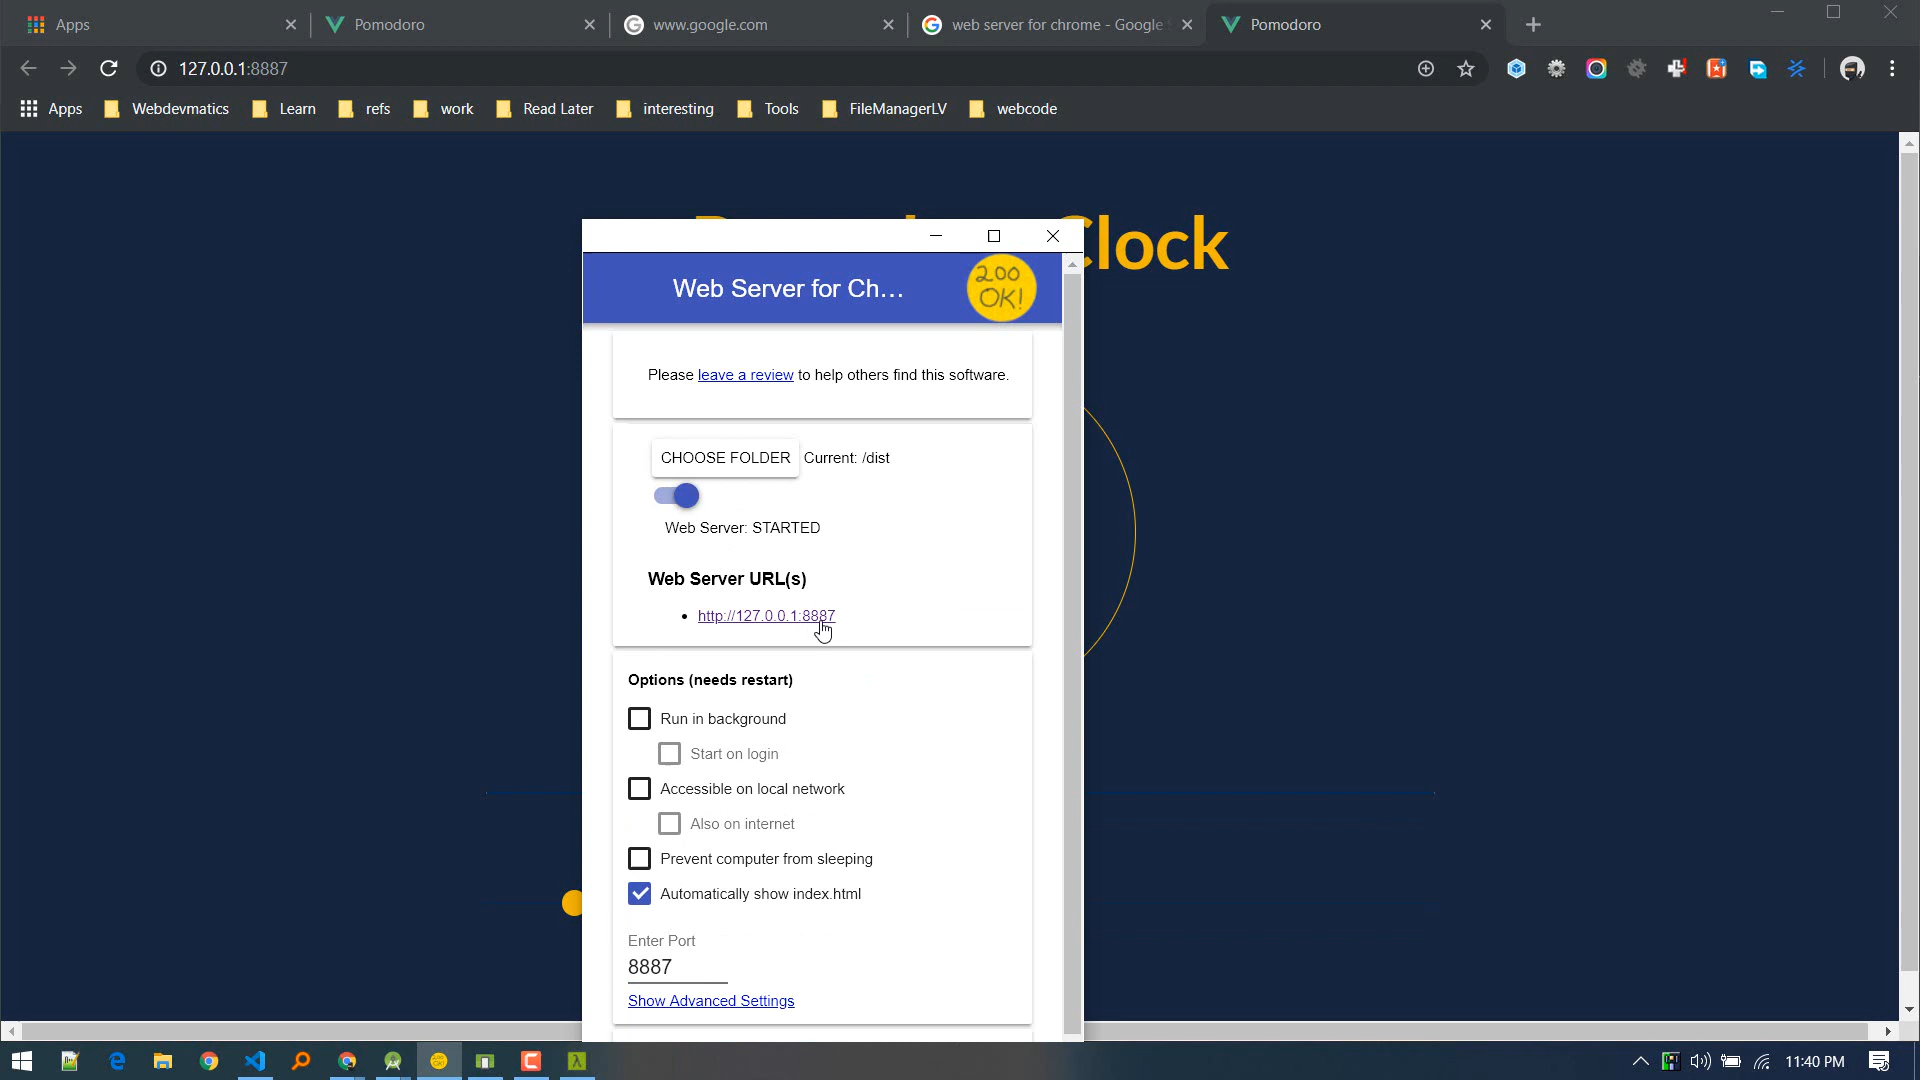 Apps
Pomodoro
www.google.com
web server for chrome - Google
Pomodoro
127.0.0.1:8887
Apps
Webdevmatics
Learn
refs
work
Read Later
interesting
Tools
FileManagerLV
webcode
Clock
Web Server for Ch...
200 OK!
Please leave a review to help others find this software.
CHOOSE FOLDER Current: /dist
Web Server: STARTED
Web Server URL(s)
• http://127.0.0.1:8887
Options (needs restart)
Run in background
Start on login
Accessible on local network
Also on internet
Prevent computer from sleeping
Automatically show index.html
Enter Port
8887
Show Advanced Settings
11:40 PM